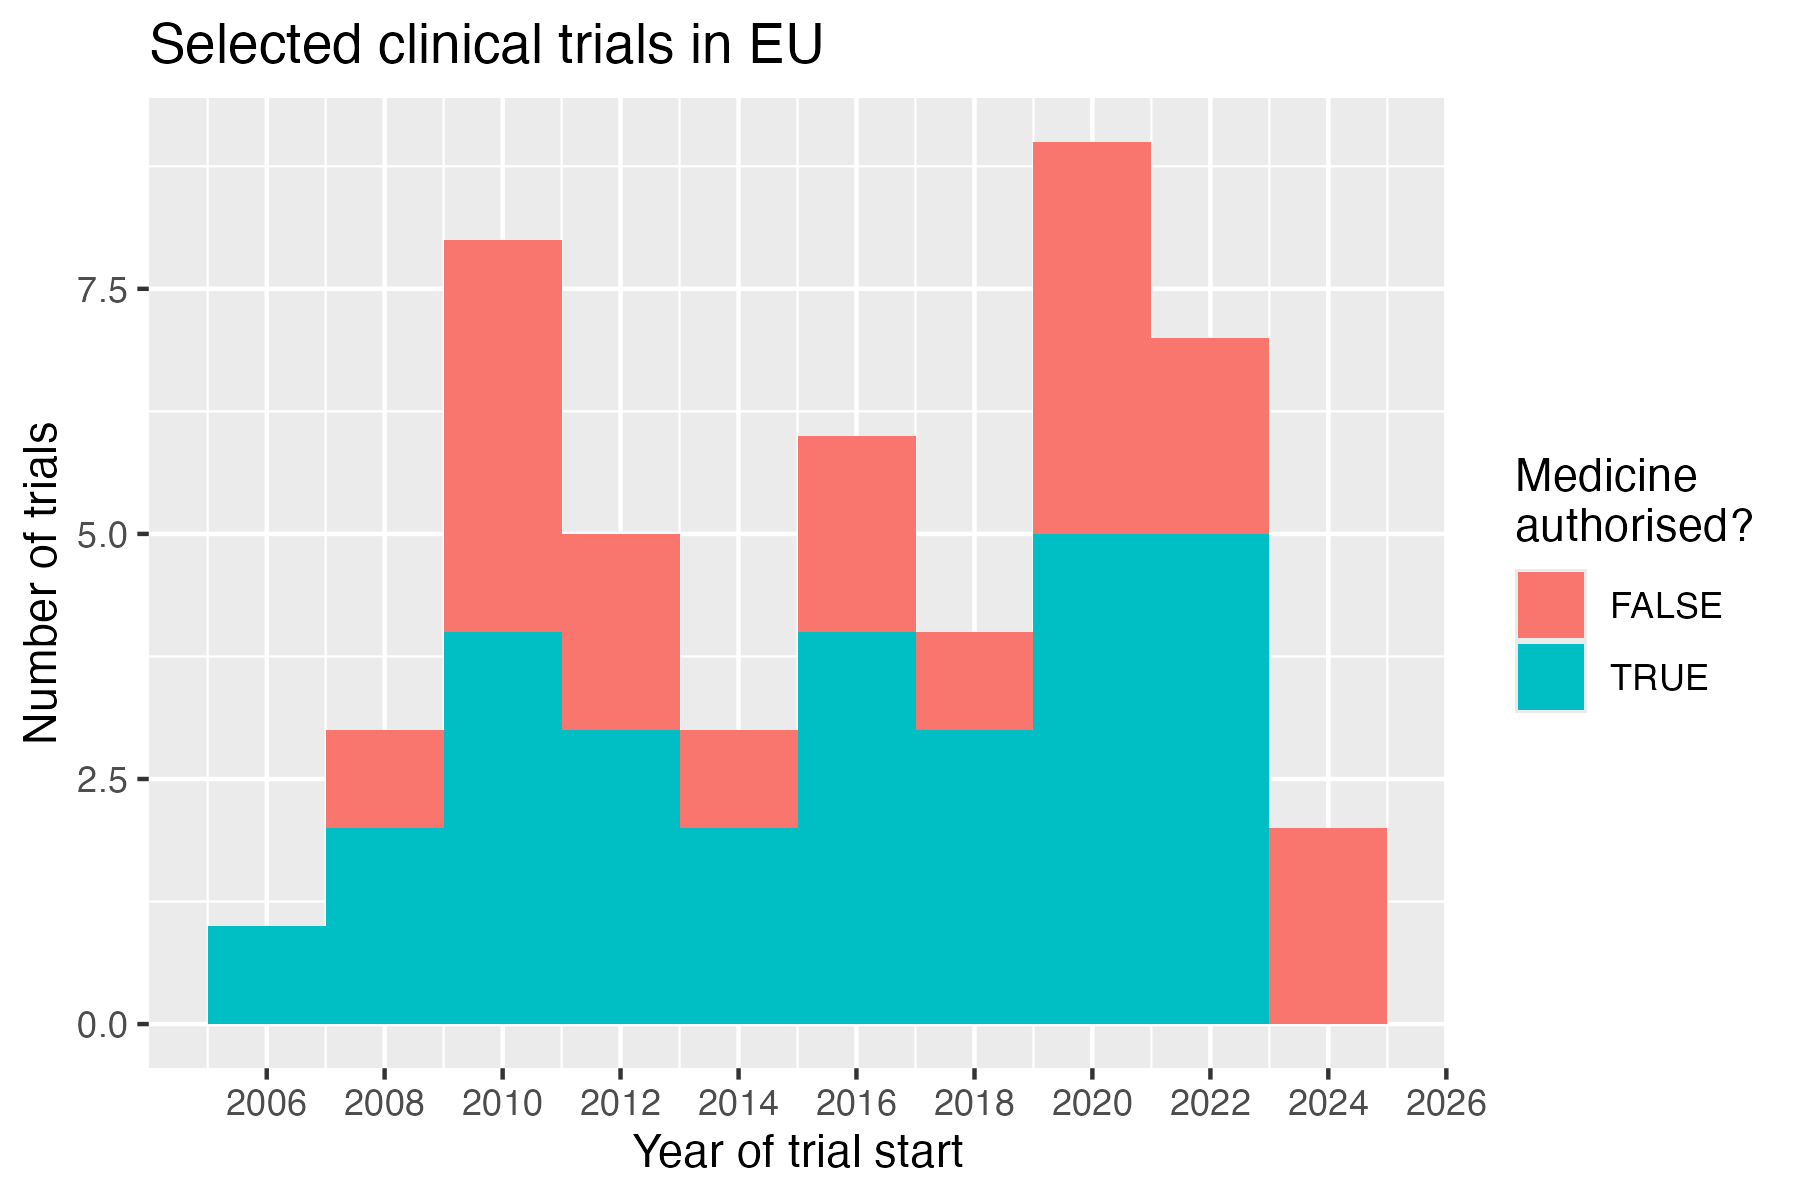 Selected clinical trials in EU
Number of trials
7.5
5.0
2.5
0.0
2006 2008 2010 2012 2014 2016 2018 2020 2022 2024 2026
Year of trial start
Medicine
authorised?
FALSE
TRUE